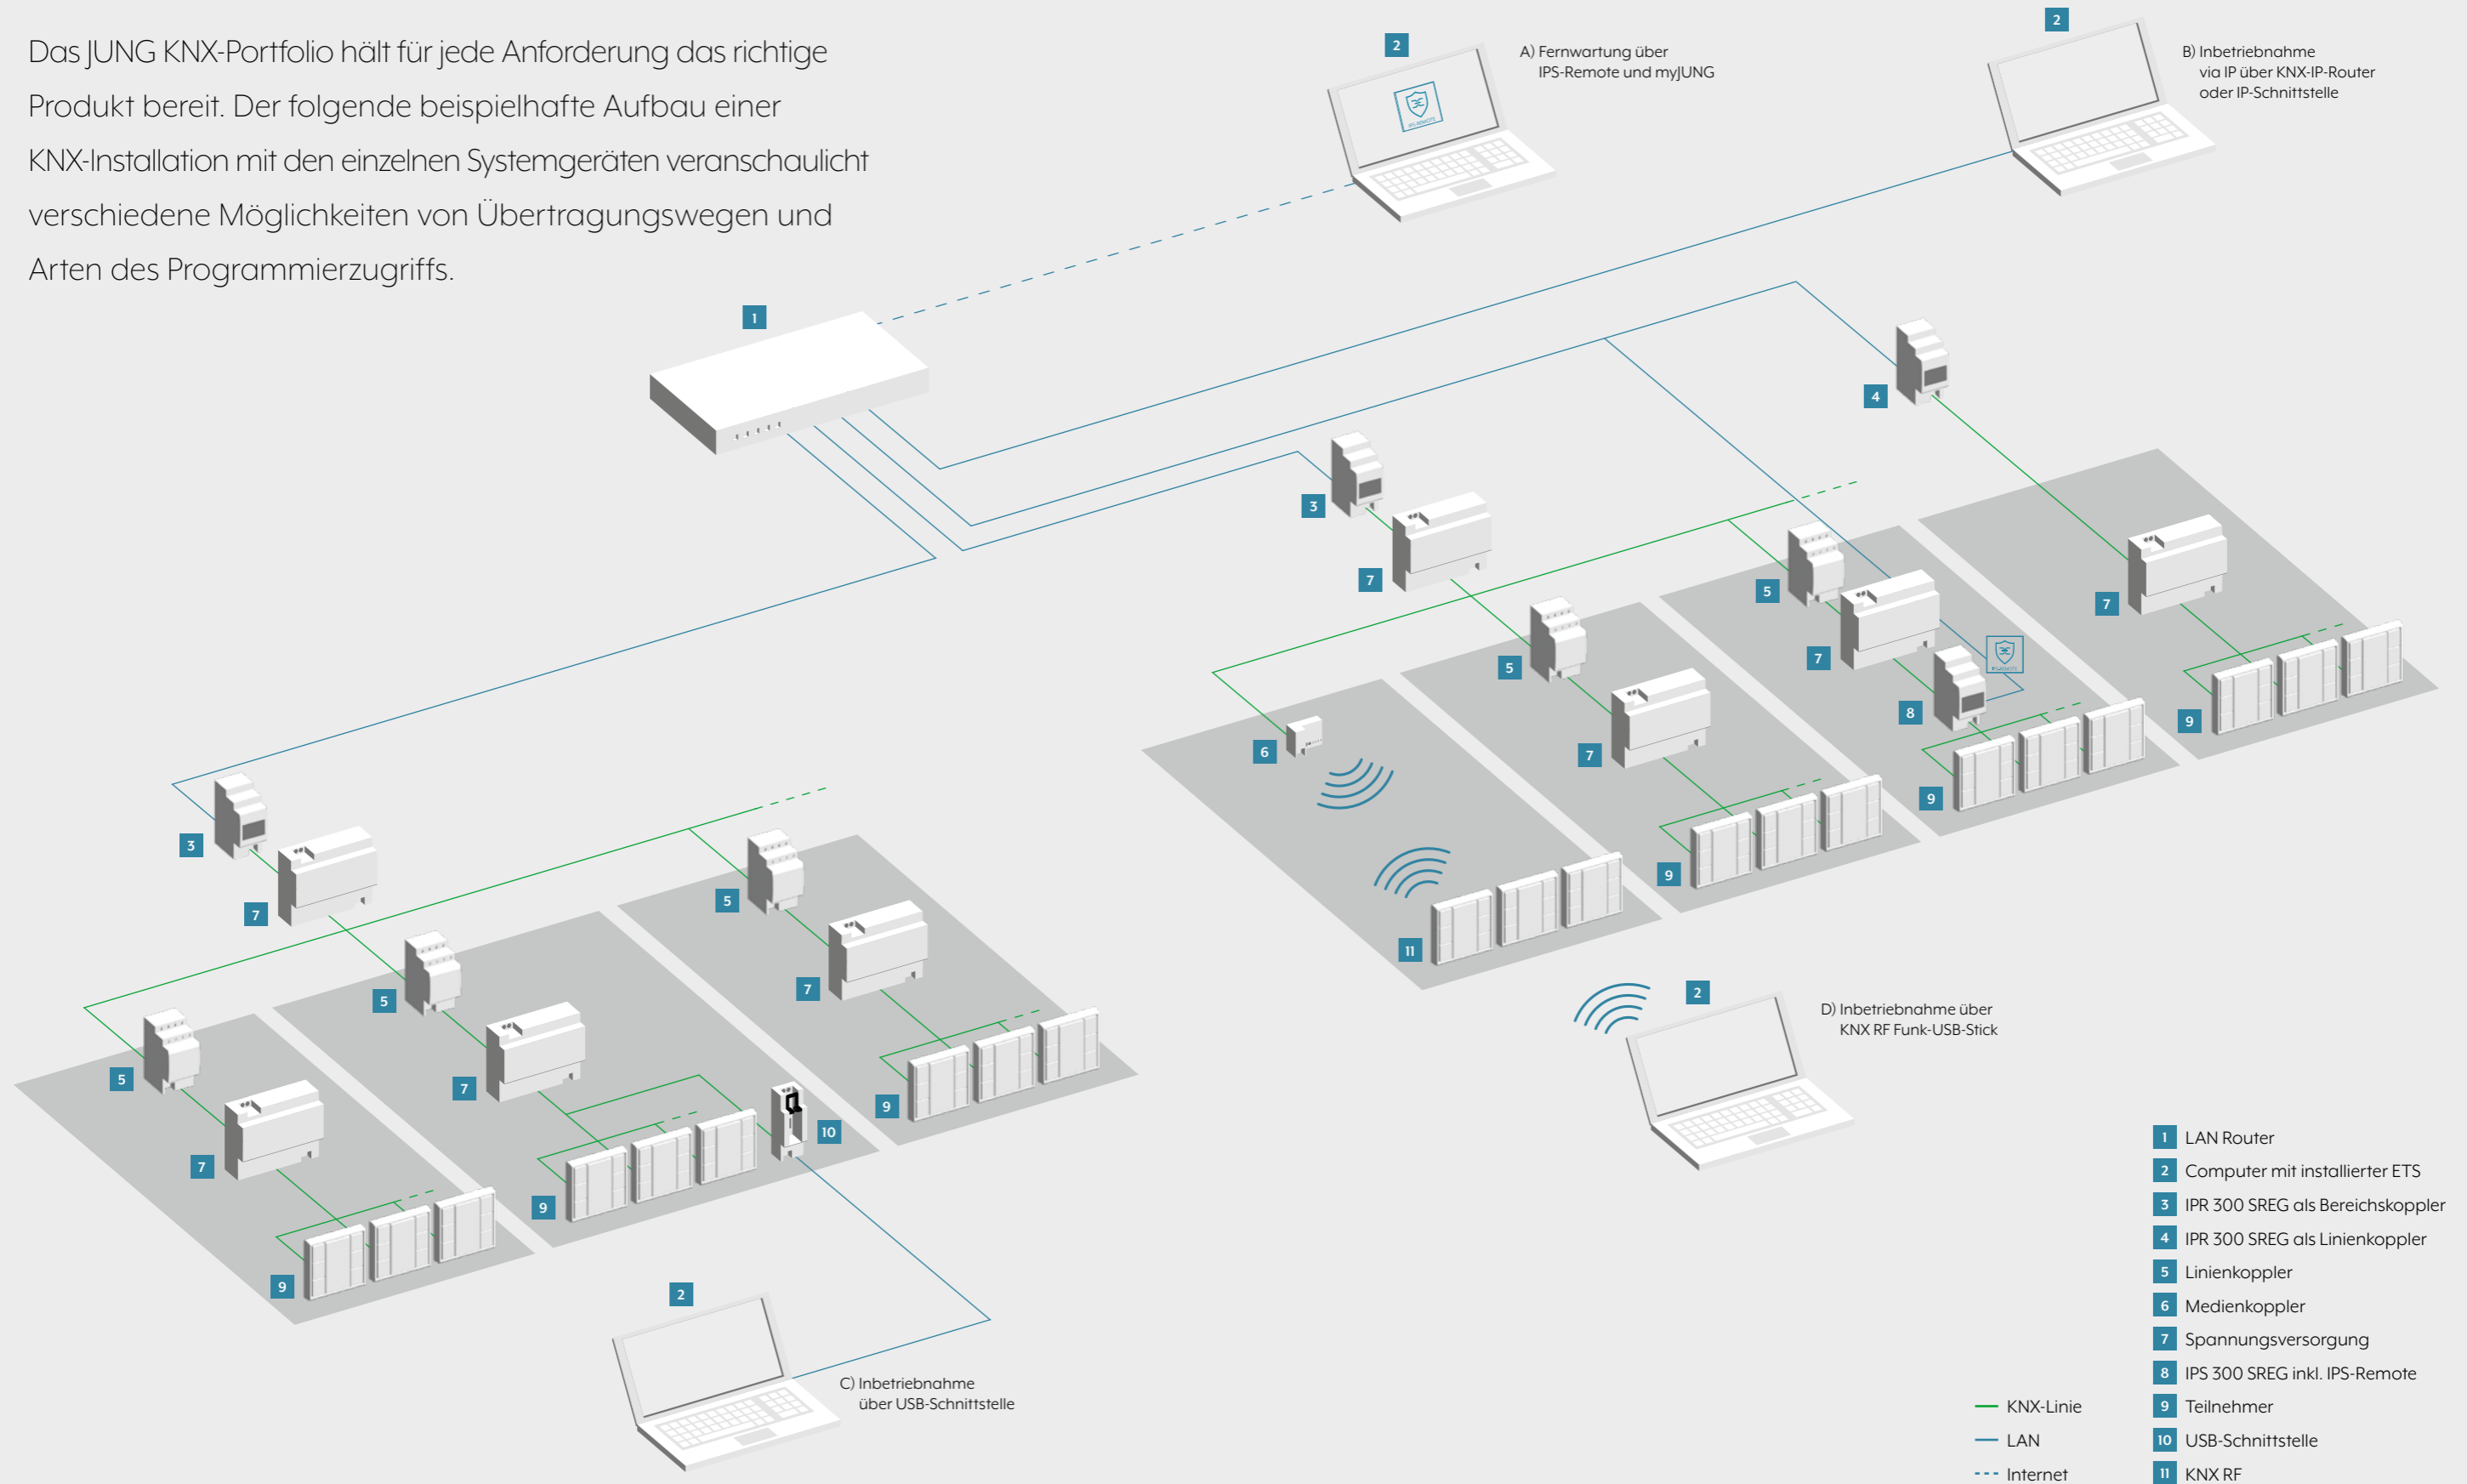 Das JUNG KNX-Portfolio hält für jede Anforderung das richtige
Produkt bereit. Der folgende beispielhafte Aufbau einer
KNX-Installation mit den einzelnen Systemgeräten veranschaulicht
verschiedene Möglichkeiten von Übertragungswegen und
Arten des Programmierzugriffs.
2
A) Fernwartung über
IPS-Remote und myJUNG
IPS-REMOTE
2
B) Inbetriebnahme
via IP über KNX-IP-Router
oder IP-Schnittstelle
1
4
3
7
5
7
7
5
7
IPS-REMOTE
8
9
6
7
9
9
11
3
7
5
7
5
7
9
5
7
10
9
9
2
C) Inbetriebnahme
über USB-Schnittstelle
2
D) Inbetriebnahme über
KNX RF Funk-USB-Stick
KNX-Linie
LAN
Internet
1 LAN Router
2 Computer mit installierter ETS
3 IPR 300 SREG als Bereichskoppler
4 IPR 300 SREG als Linienkoppler
5 Linienkoppler
6 Medienkoppler
7 Spannungsversorgung
8 IPS 300 SREG inkl. IPS-Remote
9 Teilnehmer
10 USB-Schnittstelle
11 KNX RF